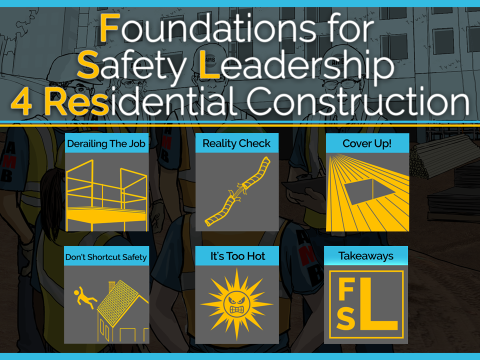 Foundations for
Safety Leadership
4 Residential Construction
Derailing The Job
Reality Check
Cover Up!
Don't Shortcut Safety
It's Too Hot
Takeaways
F
S L